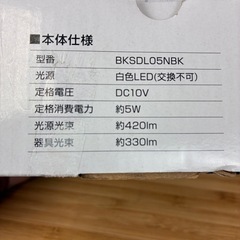 ■本体仕様
型番 BKSDL05NBK
光源 白色LED(交換不可)
定格電圧 DC10V
定格消費電力 約5W
光源光束 約420lm
器具光束 約330lm